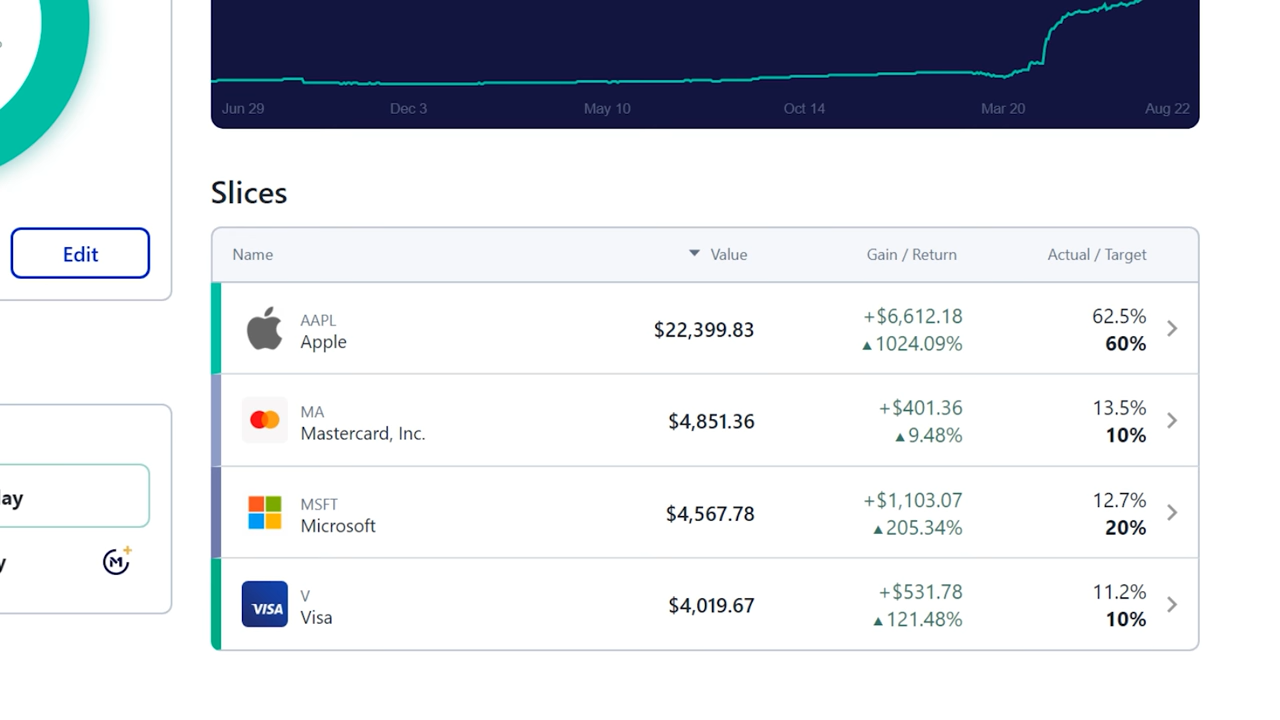 Jun 29 Dec 3 May 10 Oct 14 Mar 20 Aug 22
Slices
Edit
Name Value Gain / Return Actual / Target
AAPL
Apple
$22,399.83
+$6,612.18
▲1024.09%
62.5%
60%
MA
Mastercard, Inc.
$4,851.36
+$401.36
▲9.48%
13.5%
10%
MSFT
Microsoft
$4,567.78
+$1,103.07
▲205.34%
12.7%
20%
VISA
V
Visa
$4,019.67
+$531.78
▲121.48%
11.2%
10%